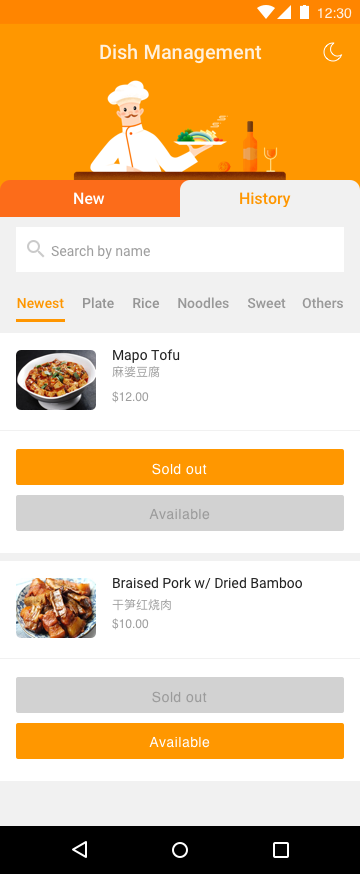 12:30
Dish Management
New
History
Search by name
Newest Plate Rice Noodles Sweet Others
Mapo Tofu
麻婆豆腐
$12.00
Sold out
Available
Braised Pork w/ Dried Bamboo
干笋红烧肉
$10.00
Sold out
Available